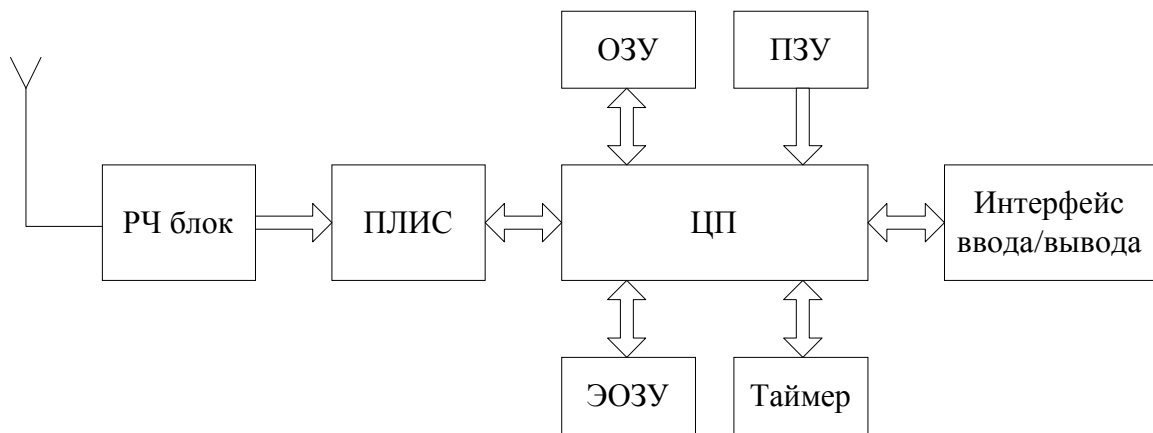 ОЗУ
ПЗУ
РЧ блок
ПЛИС
ЦП
Интерфейс
ввода/вывода
ЭОЗУ
Таймер